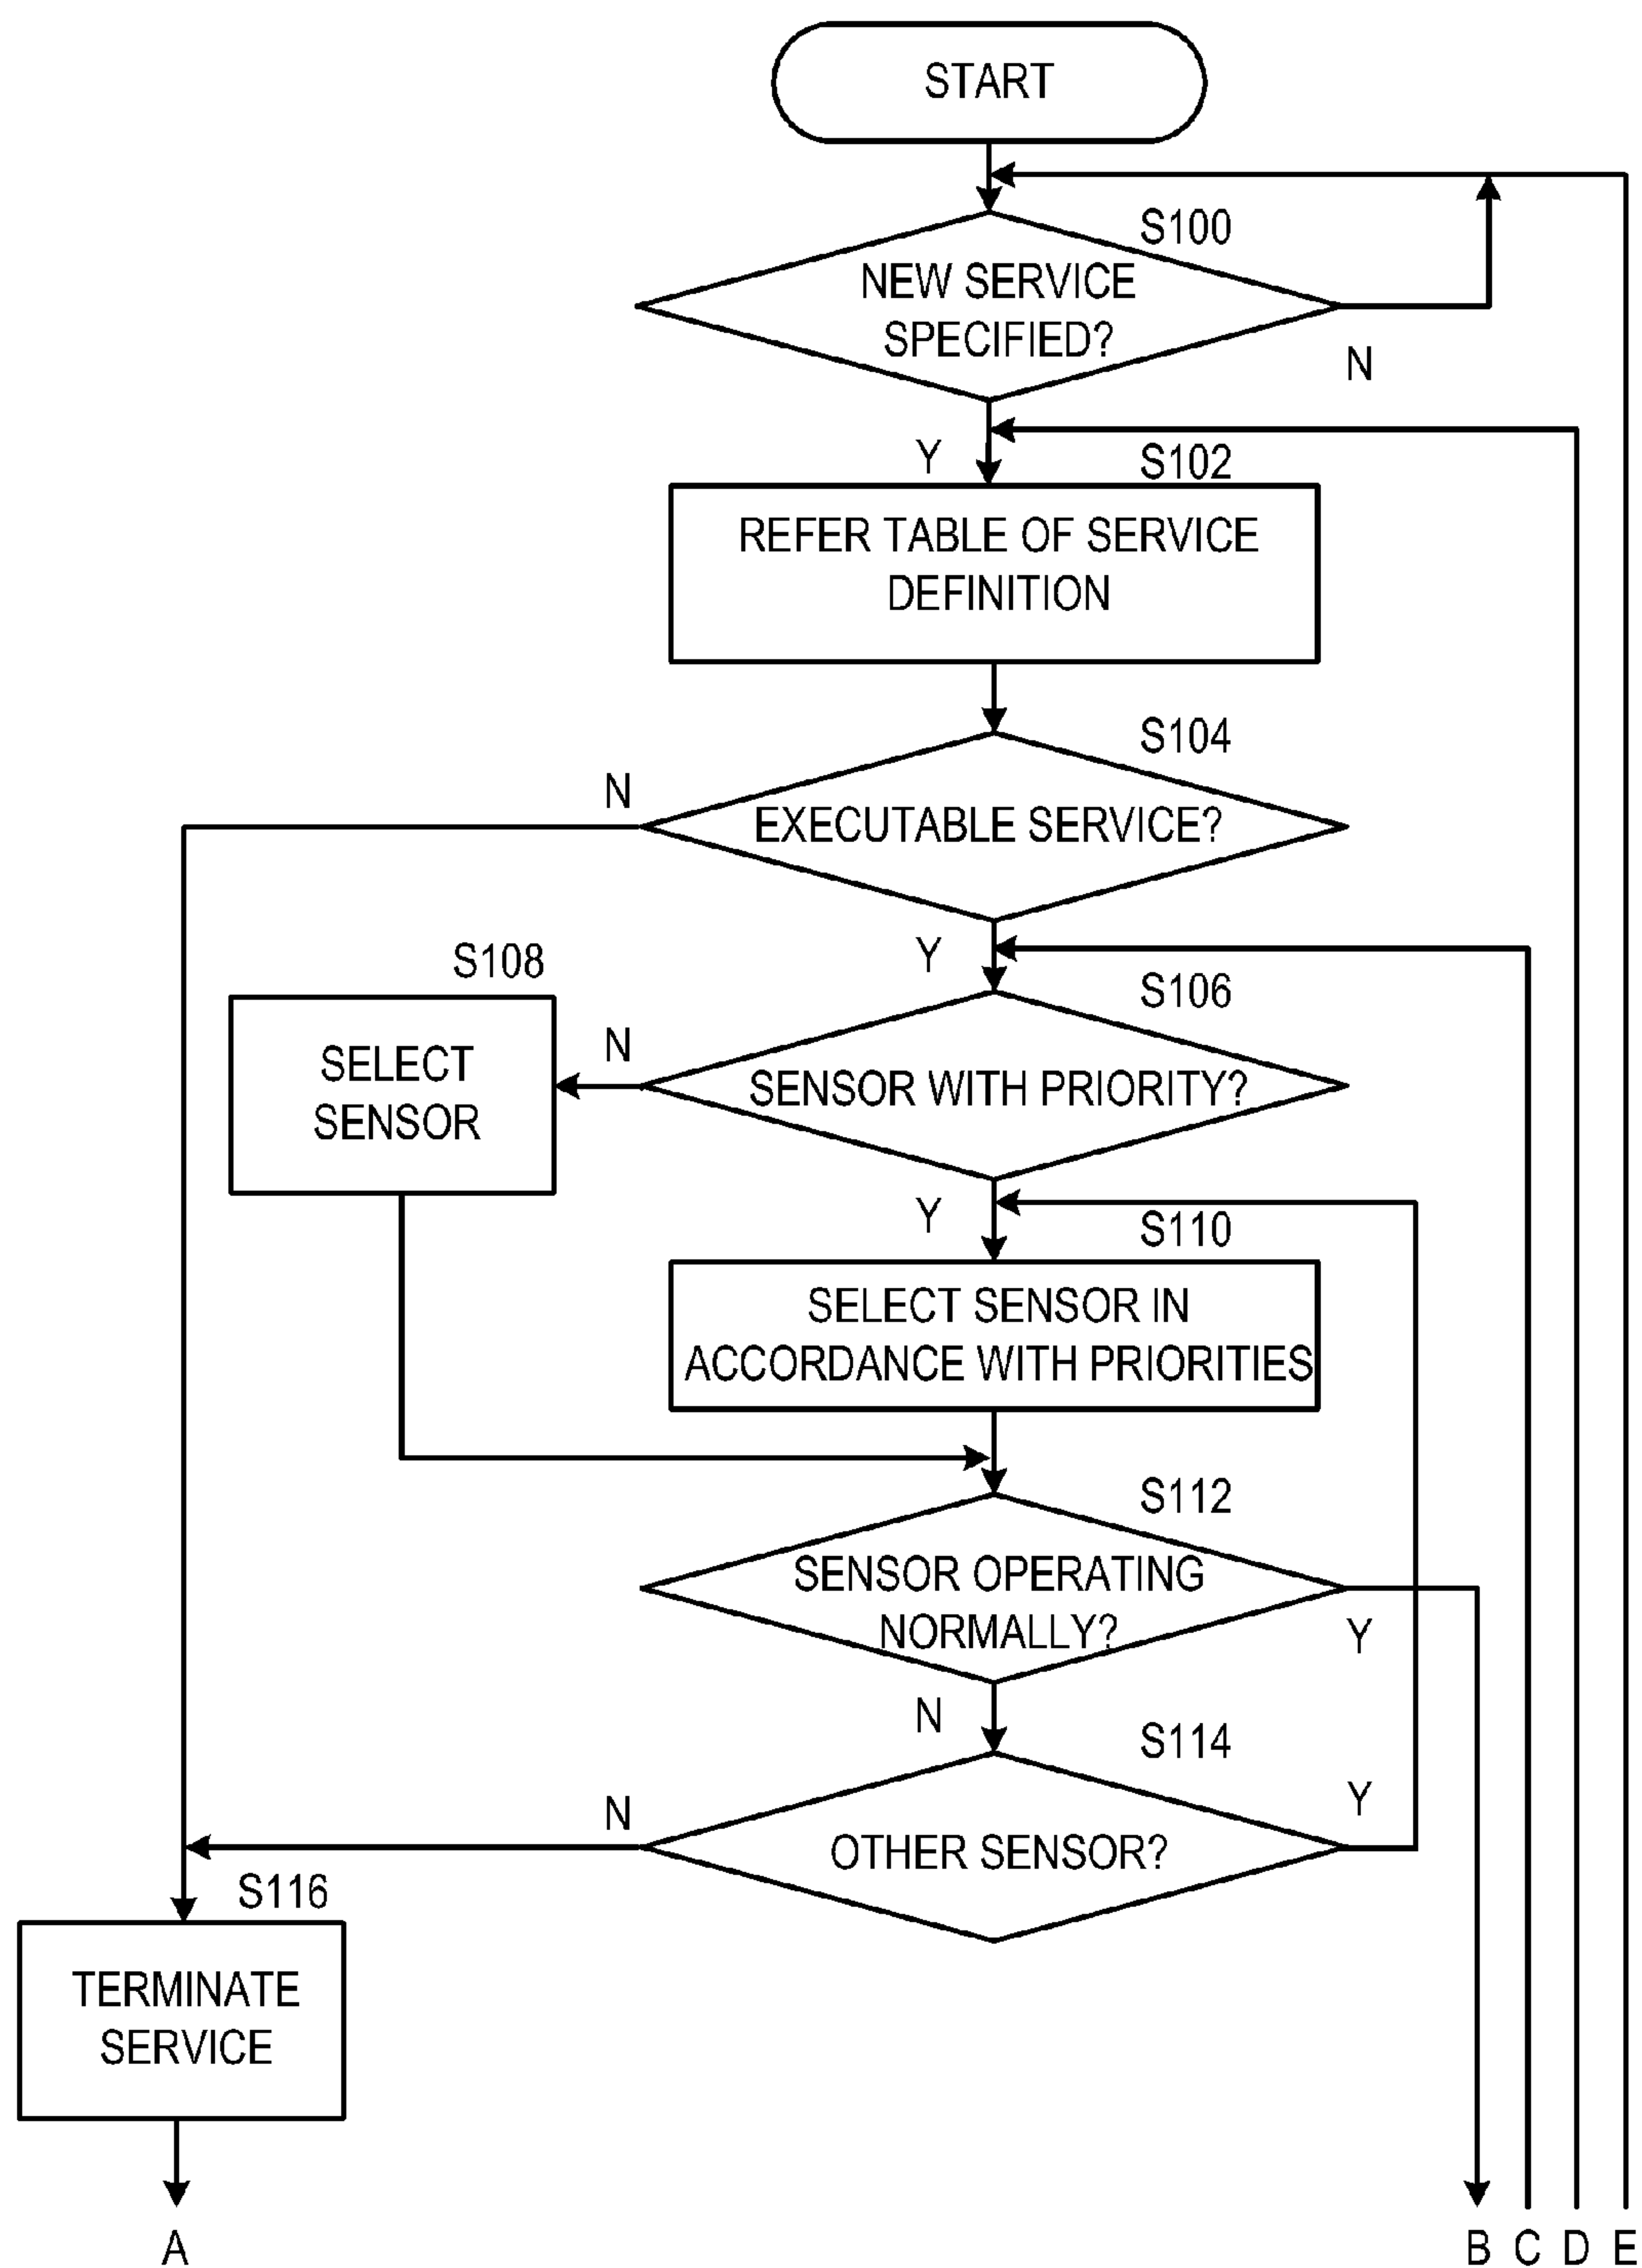 START
S100
NEW SERVICE
SPECIFIED?
N
Y
S102
REFER TABLE OF SERVICE
DEFINITION
S104
N
EXECUTABLE SERVICE?
Y
S108
S106
SELECT
SENSOR
N
SENSOR WITH PRIORITY?
Y
S110
SELECT SENSOR IN
ACCORDANCE WITH PRIORITIES
S112
SENSOR OPERATING
NORMALLY?
Y
N
S114
N
Y
OTHER SENSOR?
S116
TERMINATE
SERVICE
A
B C D E